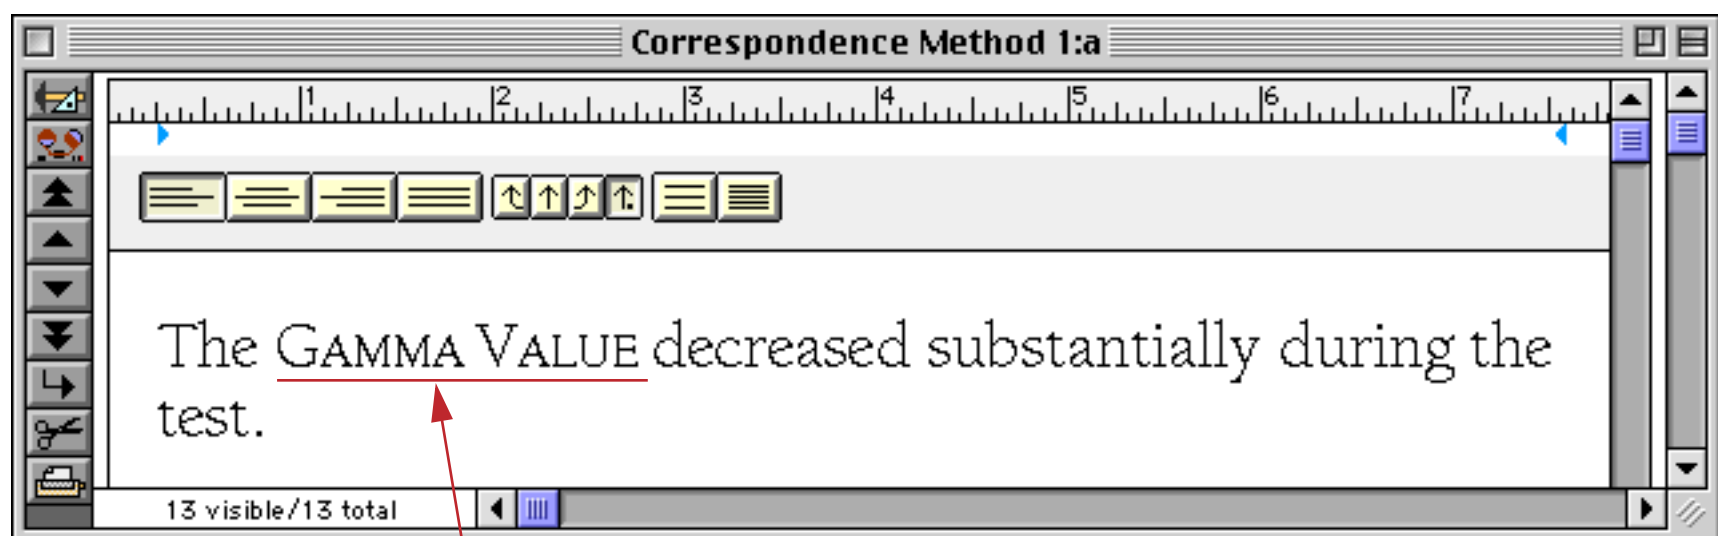 Correspondence Method 1:a
1 2 3 4 5 6 7
The GAMMA VALUE decreased substantially during the
test.
13 visible/13 total